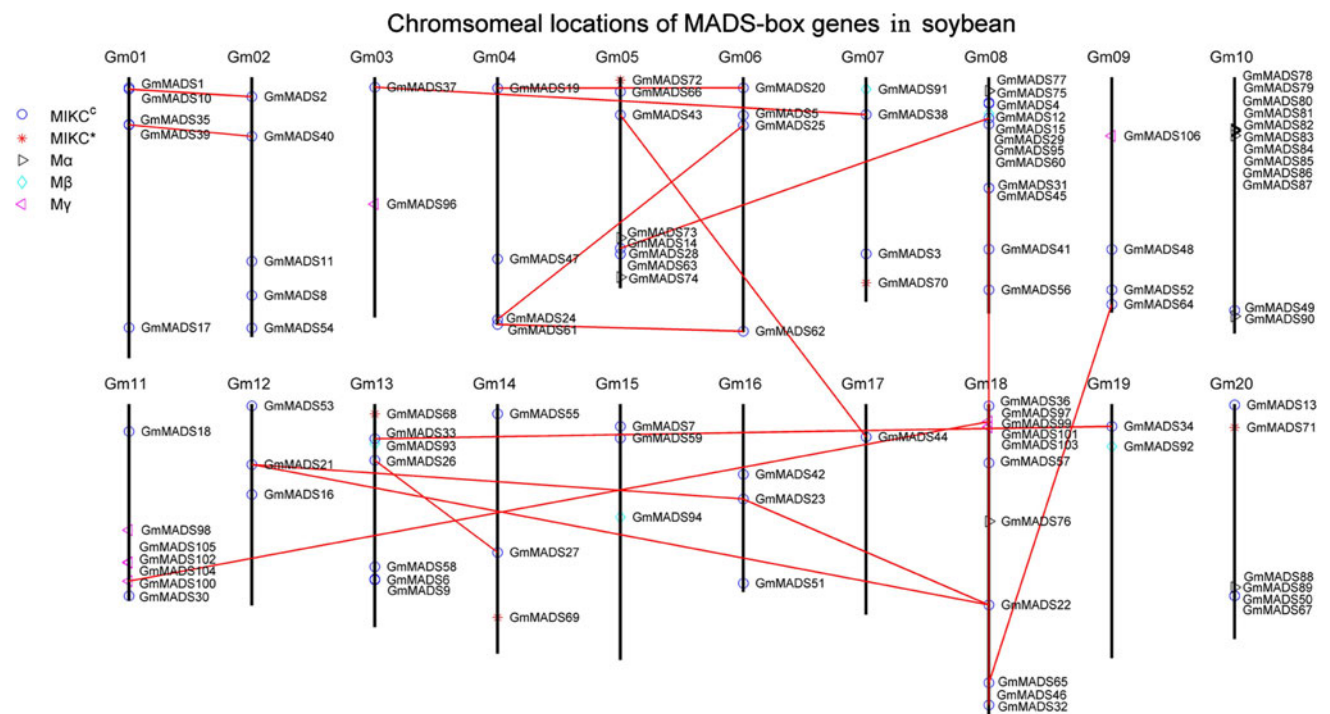 Chromsomeal locations of MADS-box genes in soybean
Gm01 Gm02 Gm03 Gm04 Gm05 Gm06 Gm07 Gm08 Gm09 Gm10
MIKCᶜ
MIKC*
Mα
Mβ
Mγ
GmMADS1
GmMADS10
GmMADS35
GmMADS39
GmMADS17
GmMADS2
GmMADS40
GmMADS11
GmMADS8
GmMADS54
GmMADS37
GmMADS96
GmMADS19
GmMADS47
GmMADS24
GmMADS61
GmMADS72
GmMADS66
GmMADS43
GmMADS73
GmMADS14
GmMADS28
GmMADS63
GmMADS74
GmMADS20
GmMADS5
GmMADS25
GmMADS62
GmMADS91
GmMADS38
GmMADS3
GmMADS70
GmMADS77
GmMADS75
GmMADS4
GmMADS12
GmMADS15
GmMADS29
GmMADS95
GmMADS60
GmMADS31
GmMADS45
GmMADS41
GmMADS56
GmMADS106
GmMADS48
GmMADS52
GmMADS64
GmMADS78
GmMADS79
GmMADS80
GmMADS81
GmMADS82
GmMADS83
GmMADS84
GmMADS85
GmMADS86
GmMADS87
GmMADS49
GmMADS90
Gm11 Gm12 Gm13 Gm14 Gm15 Gm16 Gm17 Gm18 Gm19 Gm20
GmMADS18
GmMADS98
GmMADS105
GmMADS102
GmMADS104
GmMADS100
GmMADS30
GmMADS53
GmMADS21
GmMADS16
GmMADS68
GmMADS33
GmMADS93
GmMADS26
GmMADS58
GmMADS6
GmMADS9
GmMADS55
GmMADS27
GmMADS69
GmMADS7
GmMADS59
GmMADS94
GmMADS42
GmMADS23
GmMADS51
GmMADS44
GmMADS36
GmMADS97
GmMADS99
GmMADS101
GmMADS103
GmMADS57
GmMADS76
GmMADS22
GmMADS65
GmMADS46
GmMADS32
GmMADS34
GmMADS92
GmMADS13
GmMADS71
GmMADS88
GmMADS89
GmMADS50
GmMADS67